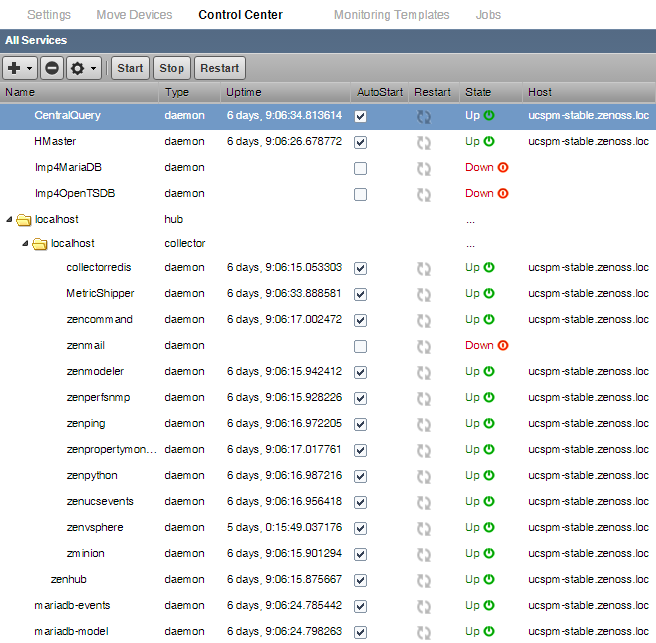 Settings Move Devices Control Center Monitoring Templates Jobs
All Services
Start Stop Restart
Name Type Uptime AutoStart Restart State Host
CentralQuery daemon 6 days, 9:06:34.813614 Up ucspm-stable.zenoss.loc
HMaster daemon 6 days, 9:06:26.678772 Up ucspm-stable.zenoss.loc
Imp4MariaDB daemon Down
Imp4OpenTSDB daemon Down
localhost hub ...
localhost collector ...
collectorredis daemon 6 days, 9:06:15.053303 Up ucspm-stable.zenoss.loc
MetricShipper daemon 6 days, 9:06:33.888581 Up ucspm-stable.zenoss.loc
zencommand daemon 6 days, 9:06:17.002472 Up ucspm-stable.zenoss.loc
zenmail daemon Down
zenmodeler daemon 6 days, 9:06:15.942412 Up ucspm-stable.zenoss.loc
zenperfsnmp daemon 6 days, 9:06:15.928226 Up ucspm-stable.zenoss.loc
zenping daemon 6 days, 9:06:16.972205 Up ucspm-stable.zenoss.loc
zenpropertymon... daemon 6 days, 9:06:17.017761 Up ucspm-stable.zenoss.loc
zenpython daemon 6 days, 9:06:16.987216 Up ucspm-stable.zenoss.loc
zenucsevents daemon 6 days, 9:06:16.956418 Up ucspm-stable.zenoss.loc
zenvsphere daemon 5 days, 0:15:49.037176 Up ucspm-stable.zenoss.loc
zminion daemon 6 days, 9:06:15.901294 Up ucspm-stable.zenoss.loc
zenhub daemon 6 days, 9:06:15.875667 Up ucspm-stable.zenoss.loc
mariadb-events daemon 6 days, 9:06:24.785442 Up ucspm-stable.zenoss.loc
mariadb-model daemon 6 days, 9:06:24.798263 Up ucspm-stable.zenoss.loc